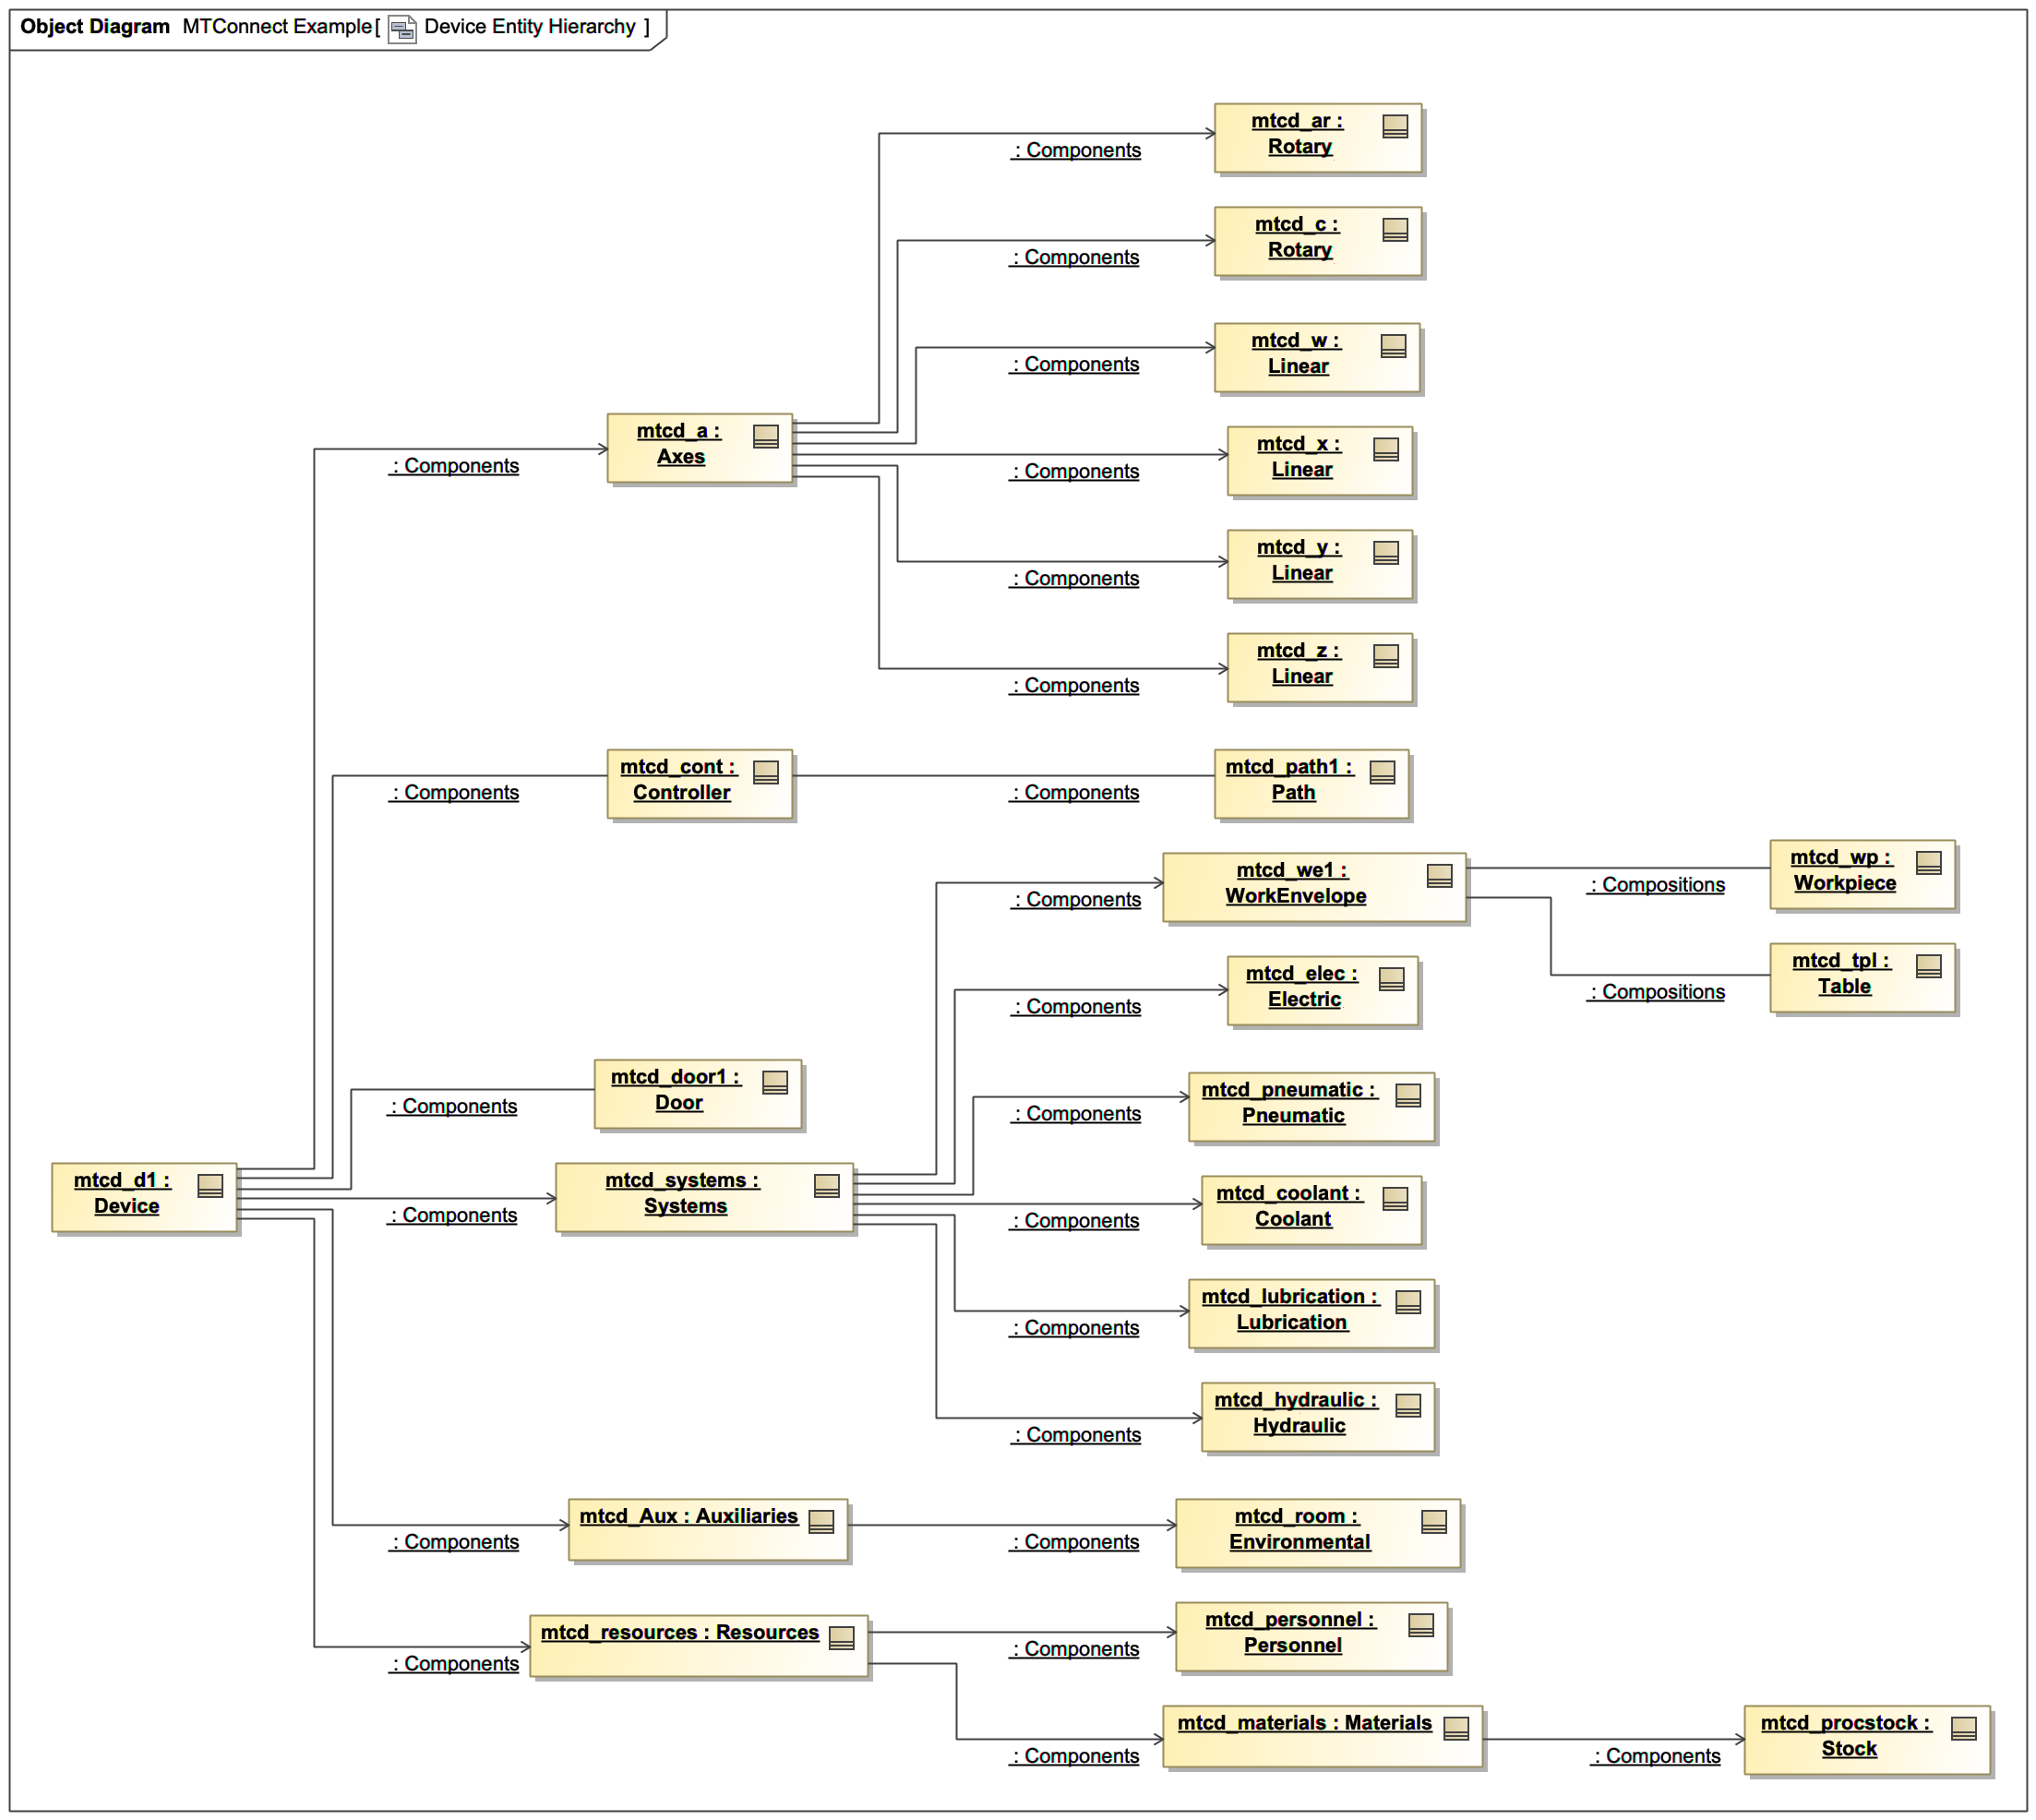 Object Diagram MTConnect Example[ Device Entity Hierarchy ]
mtcd_ar :
Rotary
: Components
mtcd_c :
Rotary
: Components
mtcd_w :
Linear
: Components
mtcd_a :
Axes
: Components
mtcd_x :
Linear
: Components
mtcd_y :
Linear
: Components
mtcd_z :
Linear
: Components
mtcd_cont :
Controller
: Components
mtcd_path1 :
Path
: Components
mtcd_we1 :
WorkEnvelope
: Components
mtcd_wp :
Workpiece
: Compositions
mtcd_tpl :
Table
: Compositions
mtcd_elec :
Electric
: Components
mtcd_door1 :
Door
: Components
mtcd_pneumatic :
Pneumatic
: Components
mtcd_d1 :
Device
mtcd_systems :
Systems
: Components
mtcd_coolant :
Coolant
: Components
mtcd_lubrication :
Lubrication
: Components
mtcd_hydraulic :
Hydraulic
: Components
mtcd_Aux : Auxiliaries
: Components
mtcd_room :
Environmental
: Components
mtcd_resources : Resources
: Components
mtcd_personnel :
Personnel
: Components
mtcd_materials : Materials
: Components
mtcd_procstock :
Stock
: Components